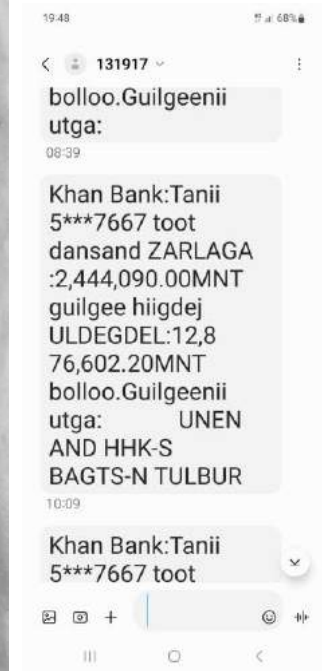 19:48
68%
131917
bolloo.Guilgeenii
utga:
08:39
Khan Bank:Tanii
5***7667 toot
dansand ZARLAGA
:2,444,090.00MNT
guilgee hiigdej
ULDEGDEL:12,8
76,602.20MNT
bolloo.Guilgeenii
utga: UNEN
AND HHK-S
BAGTS-N TULBUR
10:09
Khan Bank:Tanii
5***7667 toot